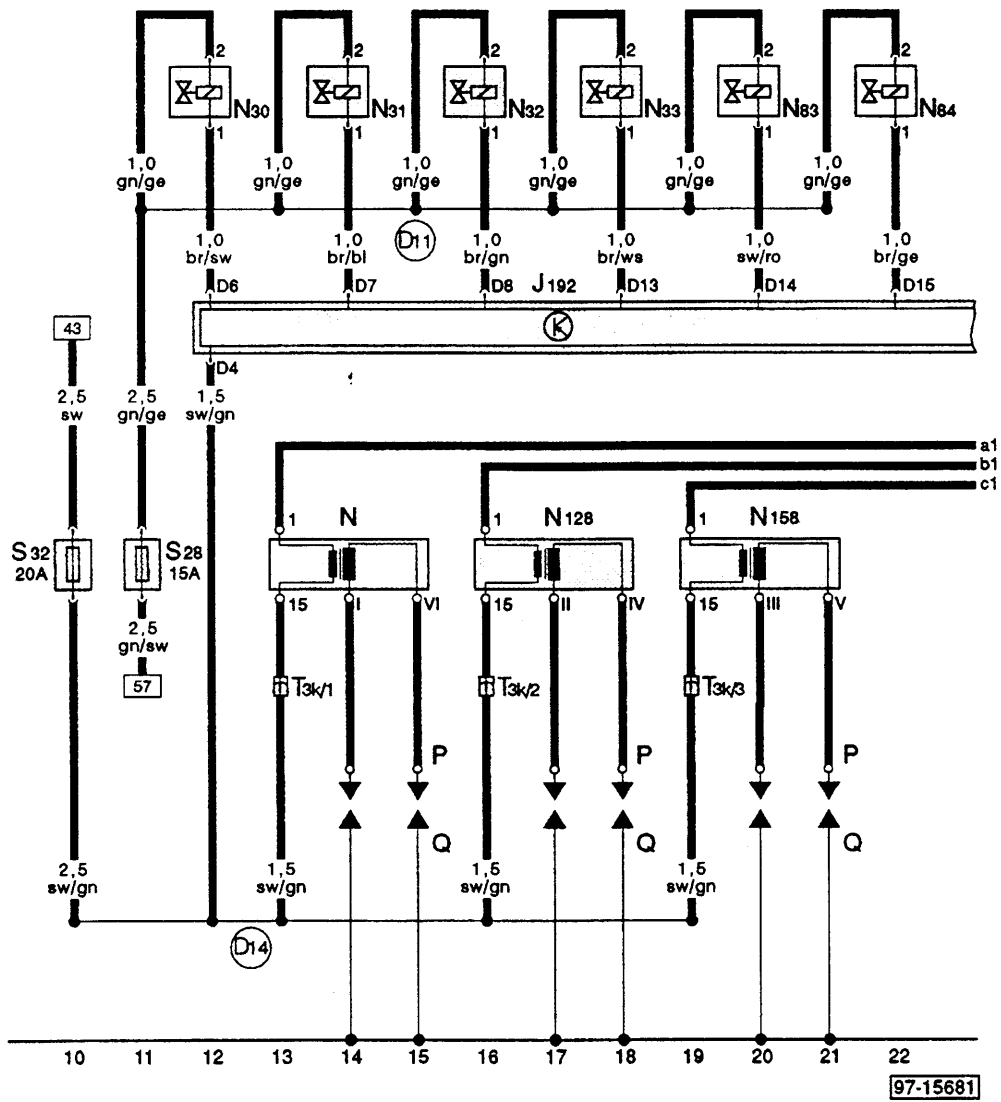 2 2 2 2 2 2
N30 N31 N32 N33 N83 N84
1 1 1 1 1 1
1,0 1,0 1,0 1,0 1,0 1,0
gn/ge gn/ge gn/ge gn/ge gn/ge gn/ge
D11
1,0 1,0 1,0 1,0 1,0 1,0
br/sw br/bl br/gn br/ws sw/ro br/ge
D6 D7 D8 J192 D13 D14 D15
43 K
D4
2,5 2,5 1,5
sw gn/ge sw/gn
a1
b1
c1
1 N 1 N128 1 N158
S32 S28
20A 15A
15 I VI 15 II IV 15 III V
2,5
gn/sw
57 T3k/1 T3k/2 T3k/3
P P P
Q Q Q
2,5 1,5 1,5 1,5
sw/gn sw/gn sw/gn sw/gn
D14
10 11 12 13 14 15 16 17 18 19 20 21 22
97-15681